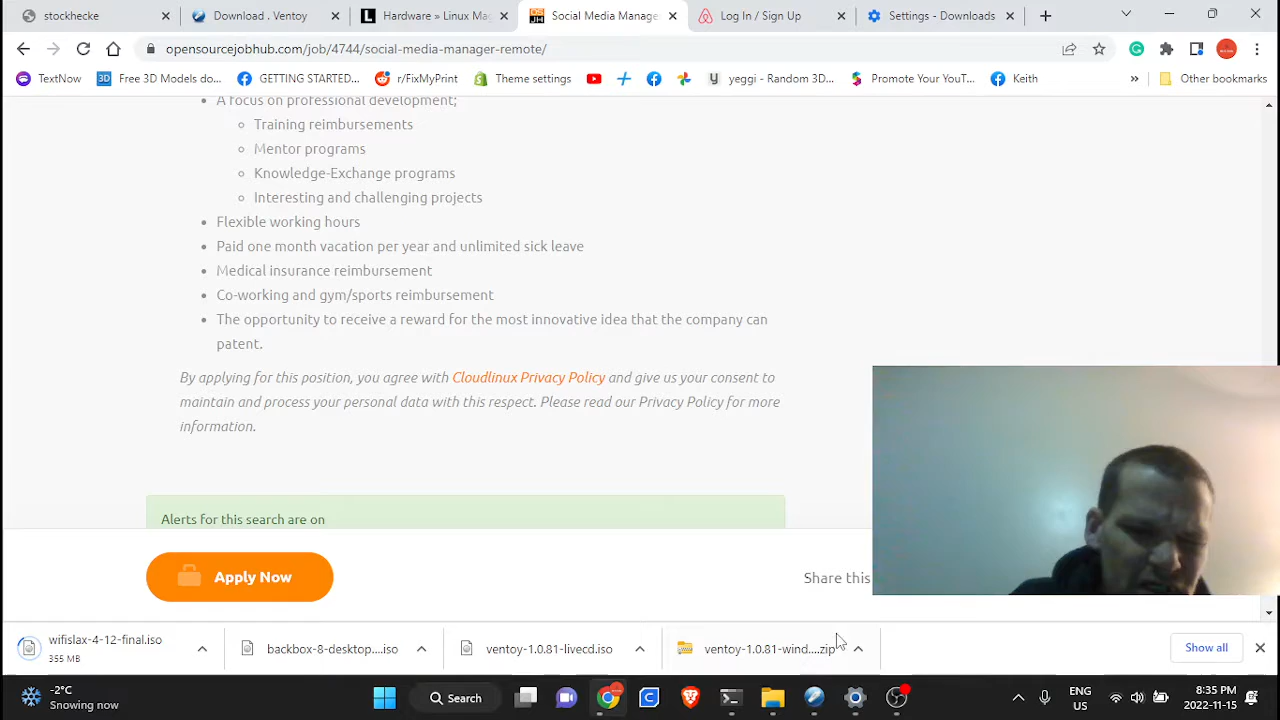 stockhecke
Download . Ventoy
Hardware » Linux Mag
Social Media Manage
Log In / Sign Up
Settings - Downloads
opensourcejobhub.com/job/4744/social-media-manager-remote/
TextNow
Free 3D Models do...
GETTING STARTED...
r/FixMyPrint
Theme settings
yeggi - Random 3D...
Promote Your YouT...
Keith
Other bookmarks
A focus on professional development;
Training reimbursements
Mentor programs
Knowledge-Exchange programs
Interesting and challenging projects
Flexible working hours
Paid one month vacation per year and unlimited sick leave
Medical insurance reimbursement
Co-working and gym/sports reimbursement
The opportunity to receive a reward for the most innovative idea that the company can
patent.
By applying for this position, you agree with Cloudlinux Privacy Policy and give us your consent to
maintain and process your personal data with this respect. Please read our Privacy Policy for more
information.
Alerts for this search are on
Apply Now
Share this
wifislax-4-12-final.iso
355 MB
backbox-8-desktop....iso
ventoy-1.0.81-livecd.iso
ventoy-1.0.81-wind....zip
Show all
-2°C
Snowing now
Search
ENG
US
8:35 PM
2022-11-15